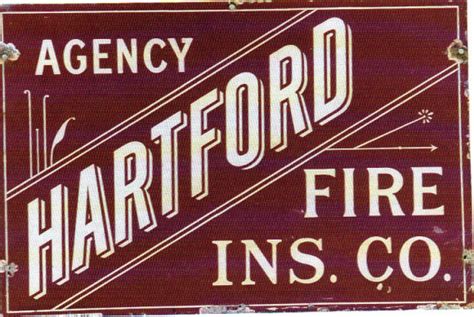 AGENCY
HARTFORD
FIRE
INS. CO.